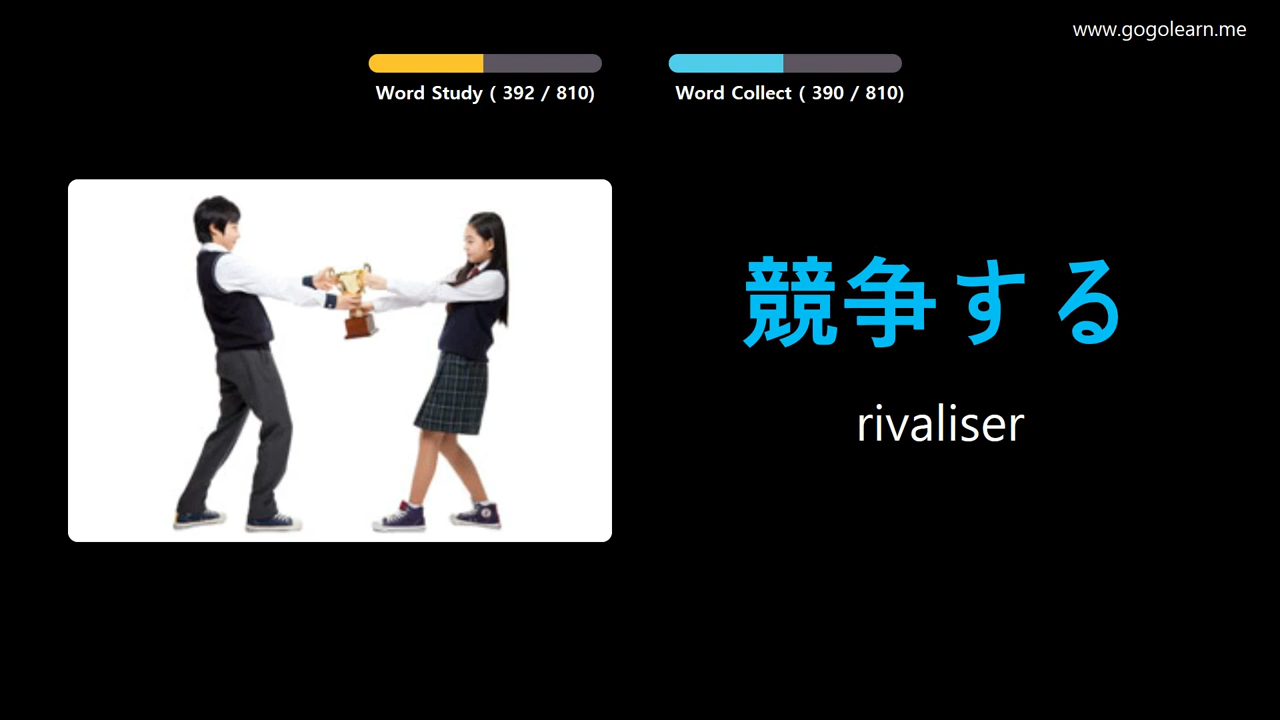 www.gogolearn.me
Word Study ( 392 / 810)
Word Collect ( 390 / 810)
競争する
rivaliser